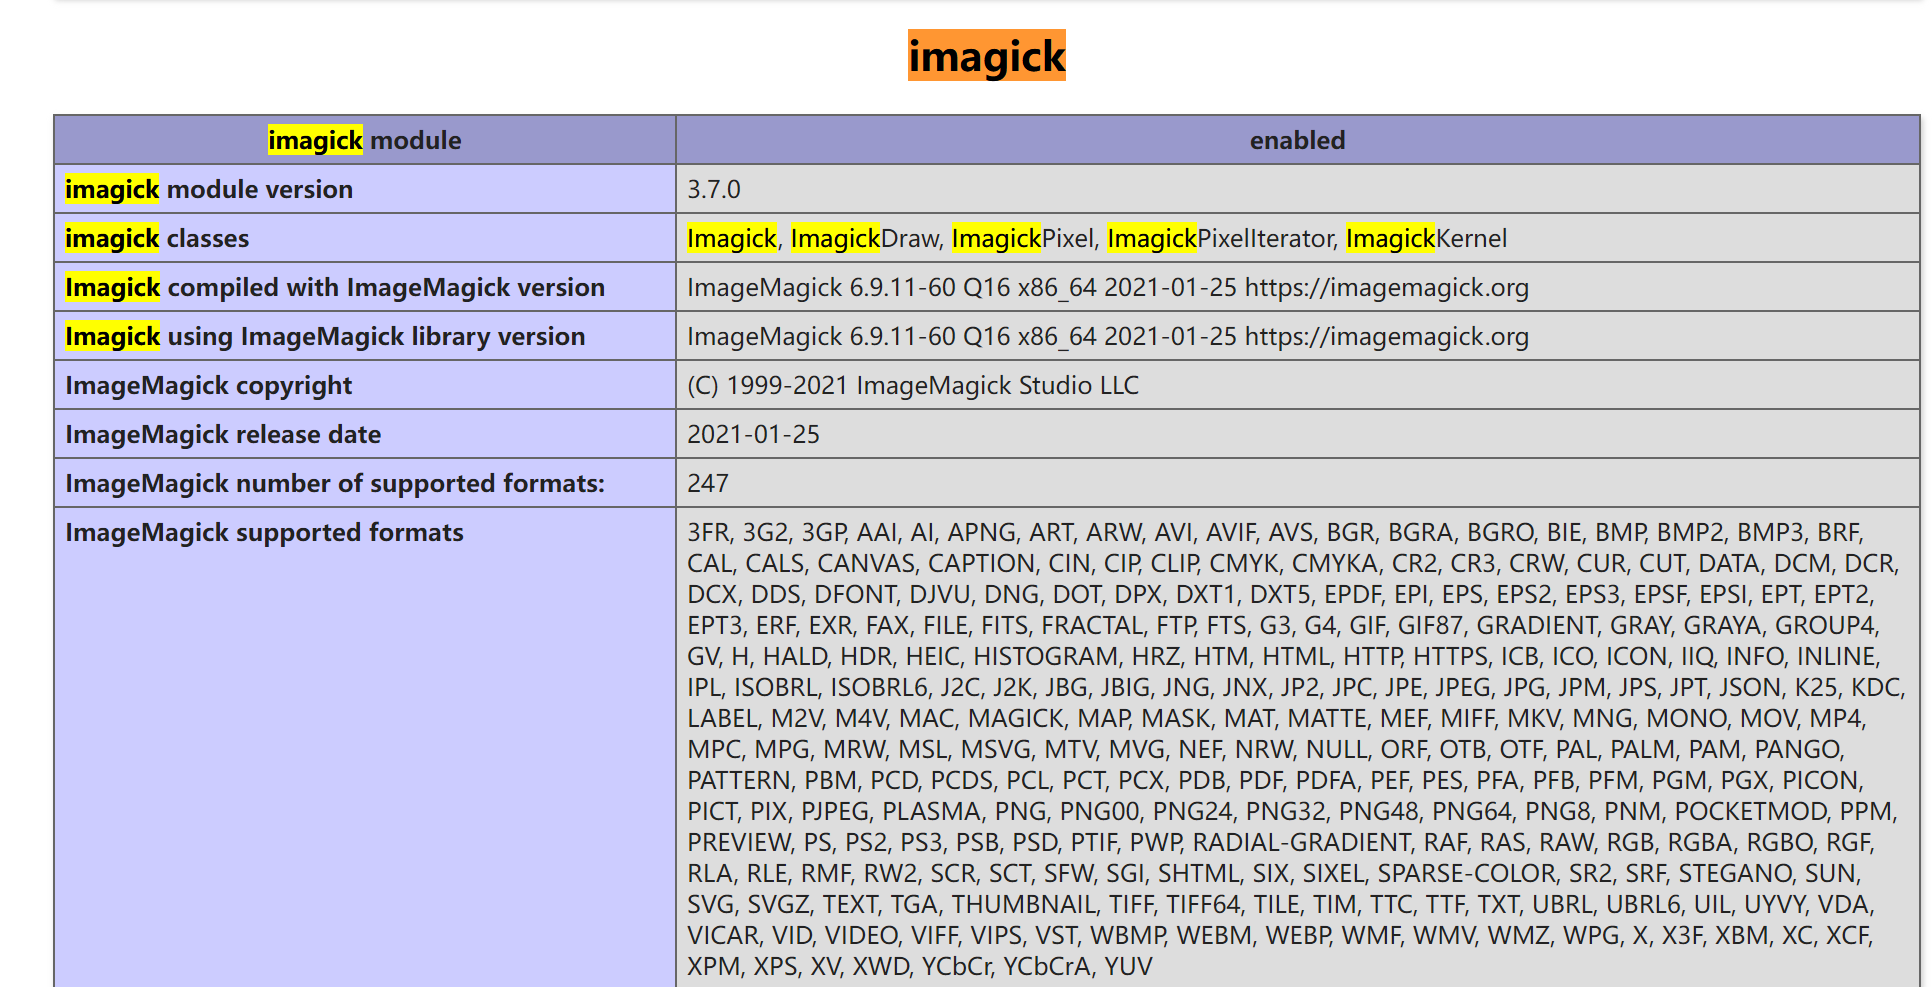 imagick
imagick module enabled
imagick module version 3.7.0
imagick classes Imagick, ImagickDraw, ImagickPixel, ImagickPixelIterator, ImagickKernel
Imagick compiled with ImageMagick version ImageMagick 6.9.11-60 Q16 x86_64 2021-01-25 https://imagemagick.org
Imagick using ImageMagick library version ImageMagick 6.9.11-60 Q16 x86_64 2021-01-25 https://imagemagick.org
ImageMagick copyright (C) 1999-2021 ImageMagick Studio LLC
ImageMagick release date 2021-01-25
ImageMagick number of supported formats: 247
ImageMagick supported formats 3FR, 3G2, 3GP, AAI, AI, APNG, ART, ARW, AVI, AVIF, AVS, BGR, BGRA, BGRO, BIE, BMP, BMP2, BMP3, BRF,
CAL, CALS, CANVAS, CAPTION, CIN, CIP, CLIP, CMYK, CMYKA, CR2, CR3, CRW, CUR, CUT, DATA, DCM, DCR,
DCX, DDS, DFONT, DJVU, DNG, DOT, DPX, DXT1, DXT5, EPDF, EPI, EPS, EPS2, EPS3, EPSF, EPSI, EPT, EPT2,
EPT3, ERF, EXR, FAX, FILE, FITS, FRACTAL, FTP, FTS, G3, G4, GIF, GIF87, GRADIENT, GRAY, GRAYA, GROUP4,
GV, H, HALD, HDR, HEIC, HISTOGRAM, HRZ, HTM, HTML, HTTP, HTTPS, ICB, ICO, ICON, IIQ, INFO, INLINE,
IPL, ISOBRL, ISOBRL6, J2C, J2K, JBG, JBIG, JNG, JNX, JP2, JPC, JPE, JPEG, JPG, JPM, JPS, JPT, JSON, K25, KDC,
LABEL, M2V, M4V, MAC, MAGICK, MAP, MASK, MAT, MATTE, MEF, MIFF, MKV, MNG, MONO, MOV, MP4,
MPC, MPG, MRW, MSL, MSVG, MTV, MVG, NEF, NRW, NULL, ORF, OTB, OTF, PAL, PALM, PAM, PANGO,
PATTERN, PBM, PCD, PCDS, PCL, PCT, PCX, PDB, PDF, PDFA, PEF, PES, PFA, PFB, PFM, PGM, PGX, PICON,
PICT, PIX, PJPEG, PLASMA, PNG, PNG00, PNG24, PNG32, PNG48, PNG64, PNG8, PNM, POCKETMOD, PPM,
PREVIEW, PS, PS2, PS3, PSB, PSD, PTIF, PWP, RADIAL-GRADIENT, RAF, RAS, RAW, RGB, RGBA, RGBO, RGF,
RLA, RLE, RMF, RW2, SCR, SCT, SFW, SGI, SHTML, SIX, SIXEL, SPARSE-COLOR, SR2, SRF, STEGANO, SUN,
SVG, SVGZ, TEXT, TGA, THUMBNAIL, TIFF, TIFF64, TILE, TIM, TTC, TTF, TXT, UBRL, UBRL6, UIL, UYVY, VDA,
VICAR, VID, VIDEO, VIFF, VIPS, VST, WBMP, WEBM, WEBP, WMF, WMV, WMZ, WPG, X, X3F, XBM, XC, XCF,
XPM, XPS, XV, XWD, YCbCr, YCbCrA, YUV